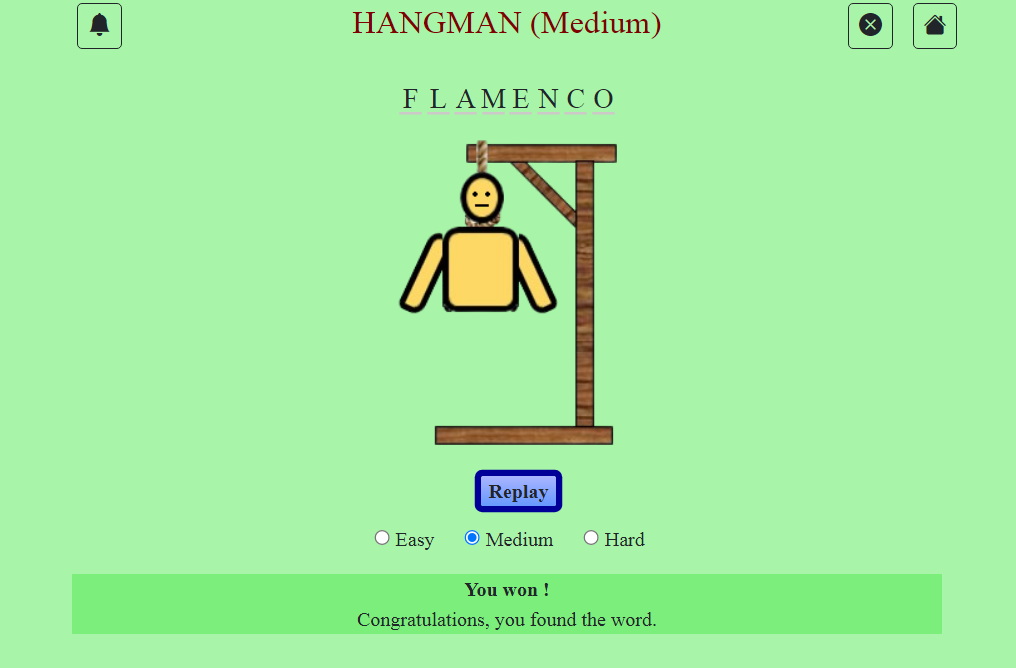 HANGMAN (Medium)
F L A M E N C O
Replay
Easy Medium Hard
You won !
Congratulations, you found the word.